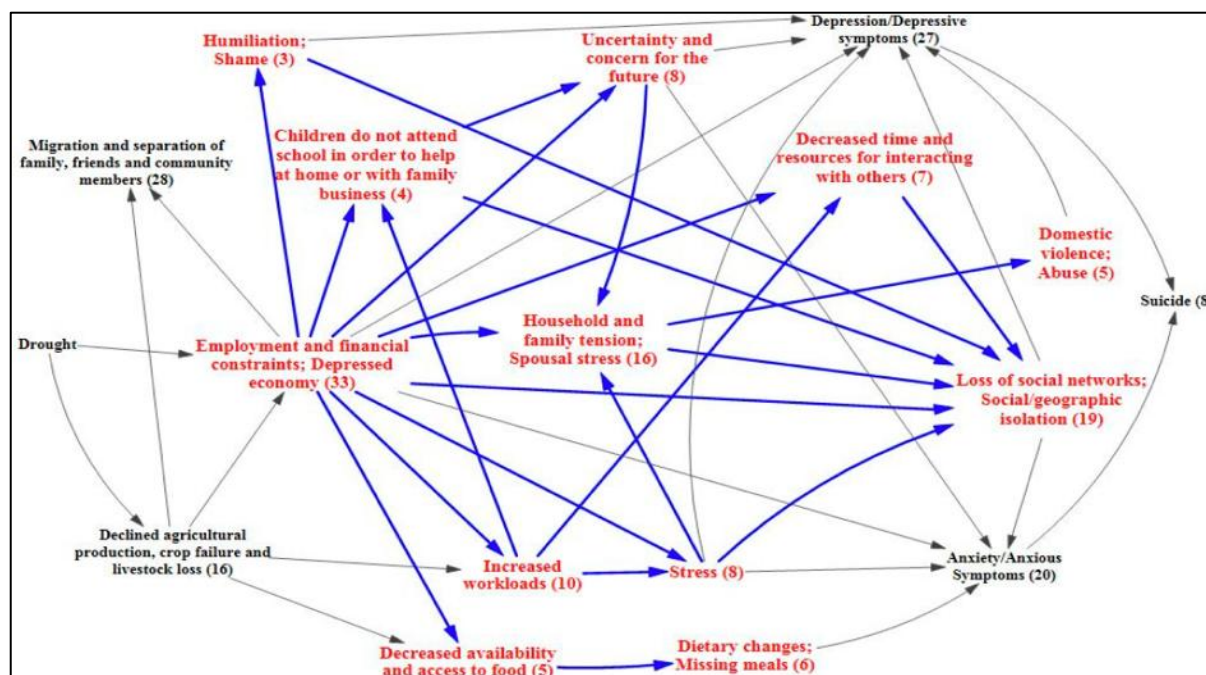 Humiliation;
Shame (3)
Uncertainty and
concern for the
future (8)
Depression/Depressive
symptoms (27)
Migration and separation of
family, friends and community
members (28)
Children do not attend
school in order to help
at home or with family
business (4)
Decreased time and
resources for interacting
with others (7)
Domestic
violence;
Abuse (5)
Suicide (8
Drought
Employment and financial
constraints; Depressed
economy (33)
Household and
family tension;
Spousal stress (16)
Loss of social networks;
Social/geographic
isolation (19)
Declined agricultural
production, crop failure and
livestock loss (16)
Increased
workloads (10)
Stress (8)
Anxiety/Anxious
Symptoms (20)
Decreased availability
and access to food (5)
Dietary changes;
Missing meals (6)